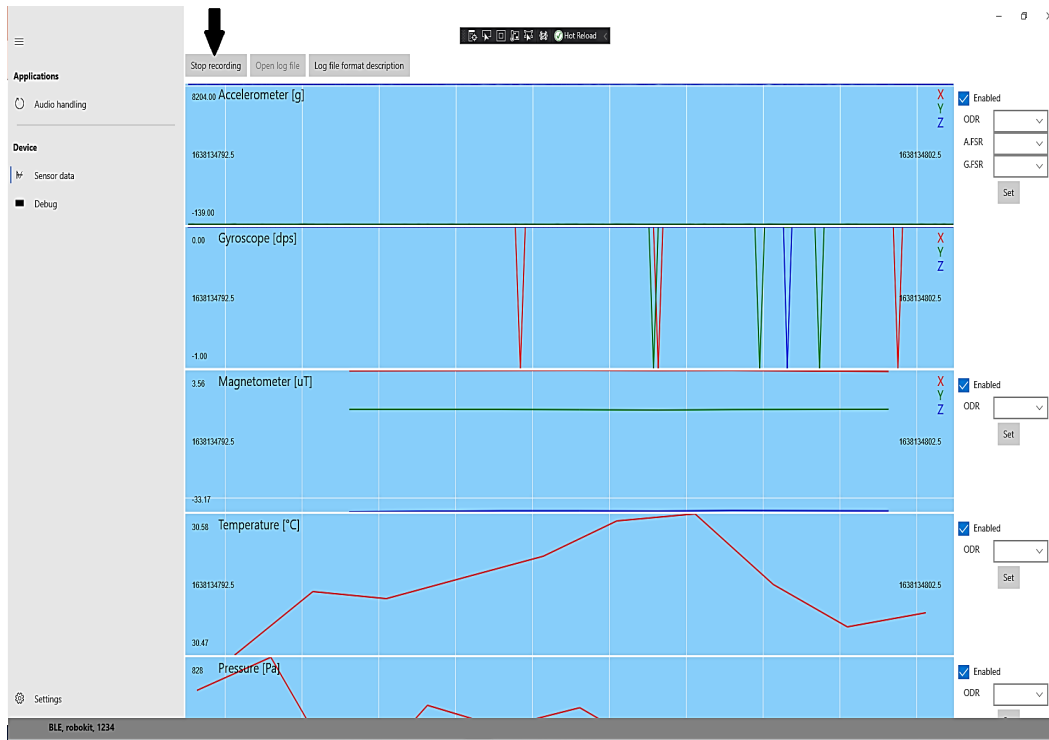 Hot Reload
Stop recording
Open log file
Log file format description
Applications
Audio handling
Device
Sensor data
Debug
8204.00 Accelerometer [g]
X
Y
Z
1638134792.5
1638134802.5
-139.00
Enabled
ODR
A.FSR
G.FSR
Set
0.00 Gyroscope [dps]
X
Y
Z
1638134792.5
1638134802.5
-1.00
3.56 Magnetometer [uT]
X
Y
Z
1638134792.5
1638134802.5
-33.17
Enabled
ODR
Set
30.58 Temperature [°C]
1638134792.5
1638134802.5
30.47
Enabled
ODR
Set
828 Pressure [Pa]
Enabled
ODR
Settings
BLE, robokit, 1234